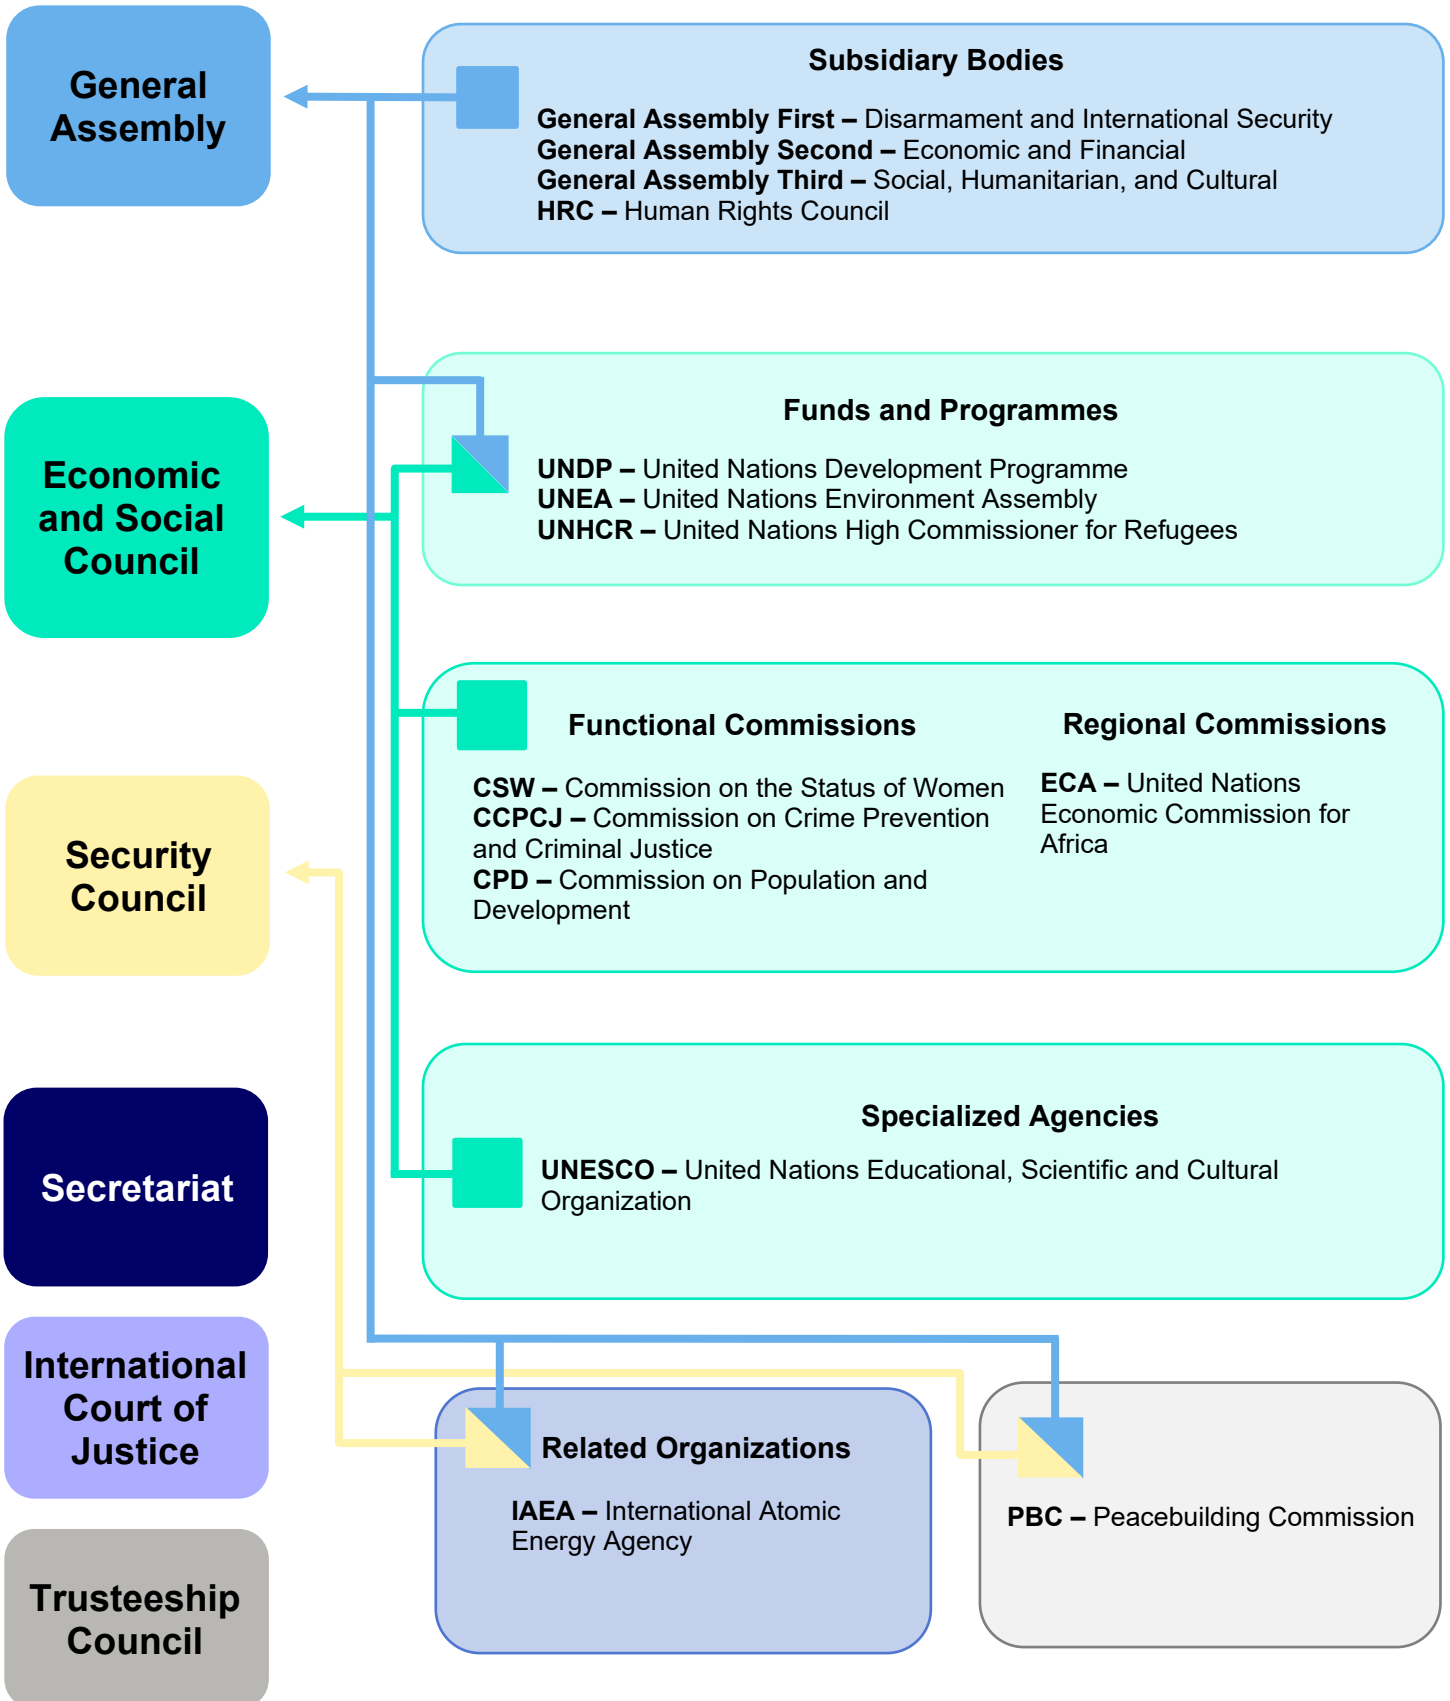 General
Assembly
Subsidiary Bodies
General Assembly First – Disarmament and International Security
General Assembly Second – Economic and Financial
General Assembly Third – Social, Humanitarian, and Cultural
HRC – Human Rights Council
Economic
and Social
Council
Funds and Programmes
UNDP – United Nations Development Programme
UNEA – United Nations Environment Assembly
UNHCR – United Nations High Commissioner for Refugees
Functional Commissions
CSW – Commission on the Status of Women
CCPCJ – Commission on Crime Prevention
and Criminal Justice
CPD – Commission on Population and
Development
Regional Commissions
ECA – United Nations
Economic Commission for
Africa
Security
Council
Specialized Agencies
UNESCO – United Nations Educational, Scientific and Cultural
Organization
Secretariat
International
Court of
Justice
Related Organizations
IAEA – International Atomic
Energy Agency
PBC – Peacebuilding Commission
Trusteeship
Council